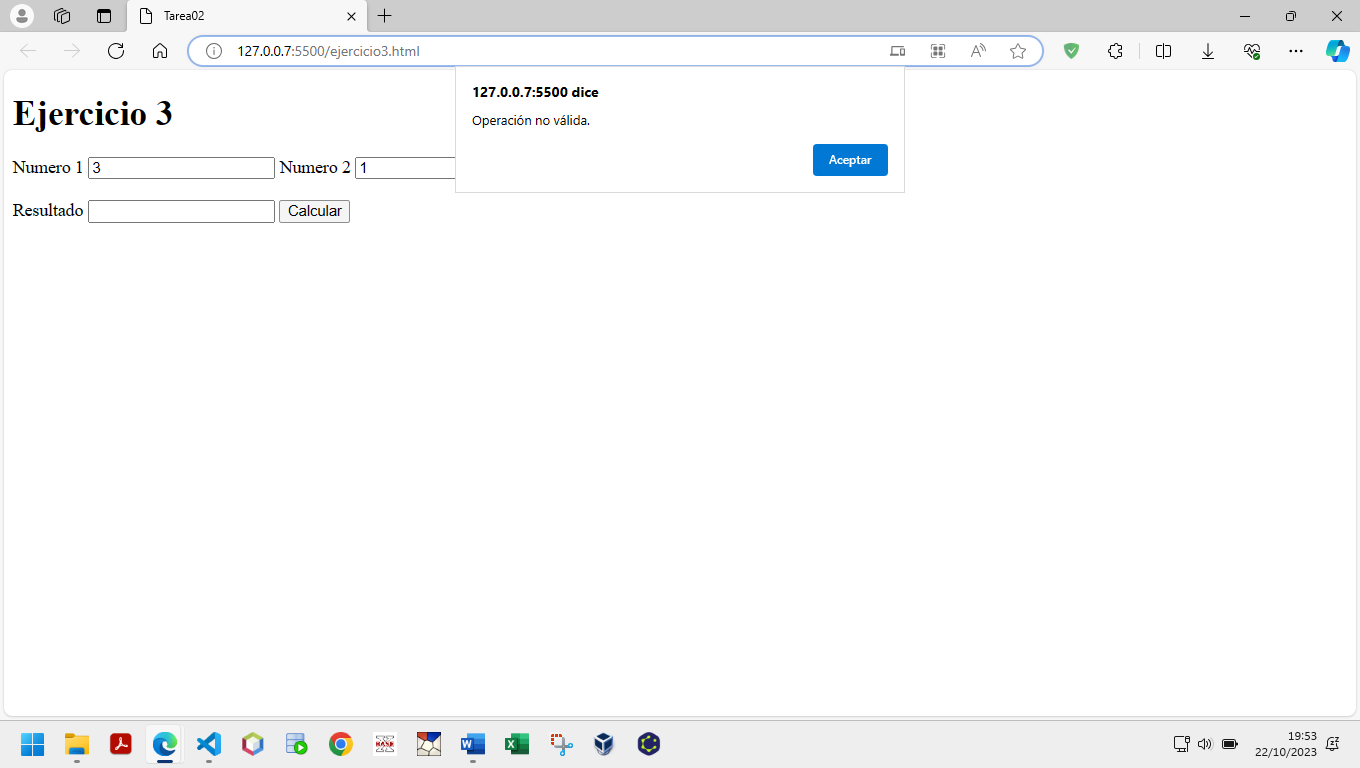 Tarea02
127.0.0.7:5500/ejercicio3.html
127.0.0.7:5500 dice
Operación no válida.
Aceptar
Ejercicio 3
Numero 1 3 Numero 2 1
Resultado Calcular
BASE
19:53
22/10/2023